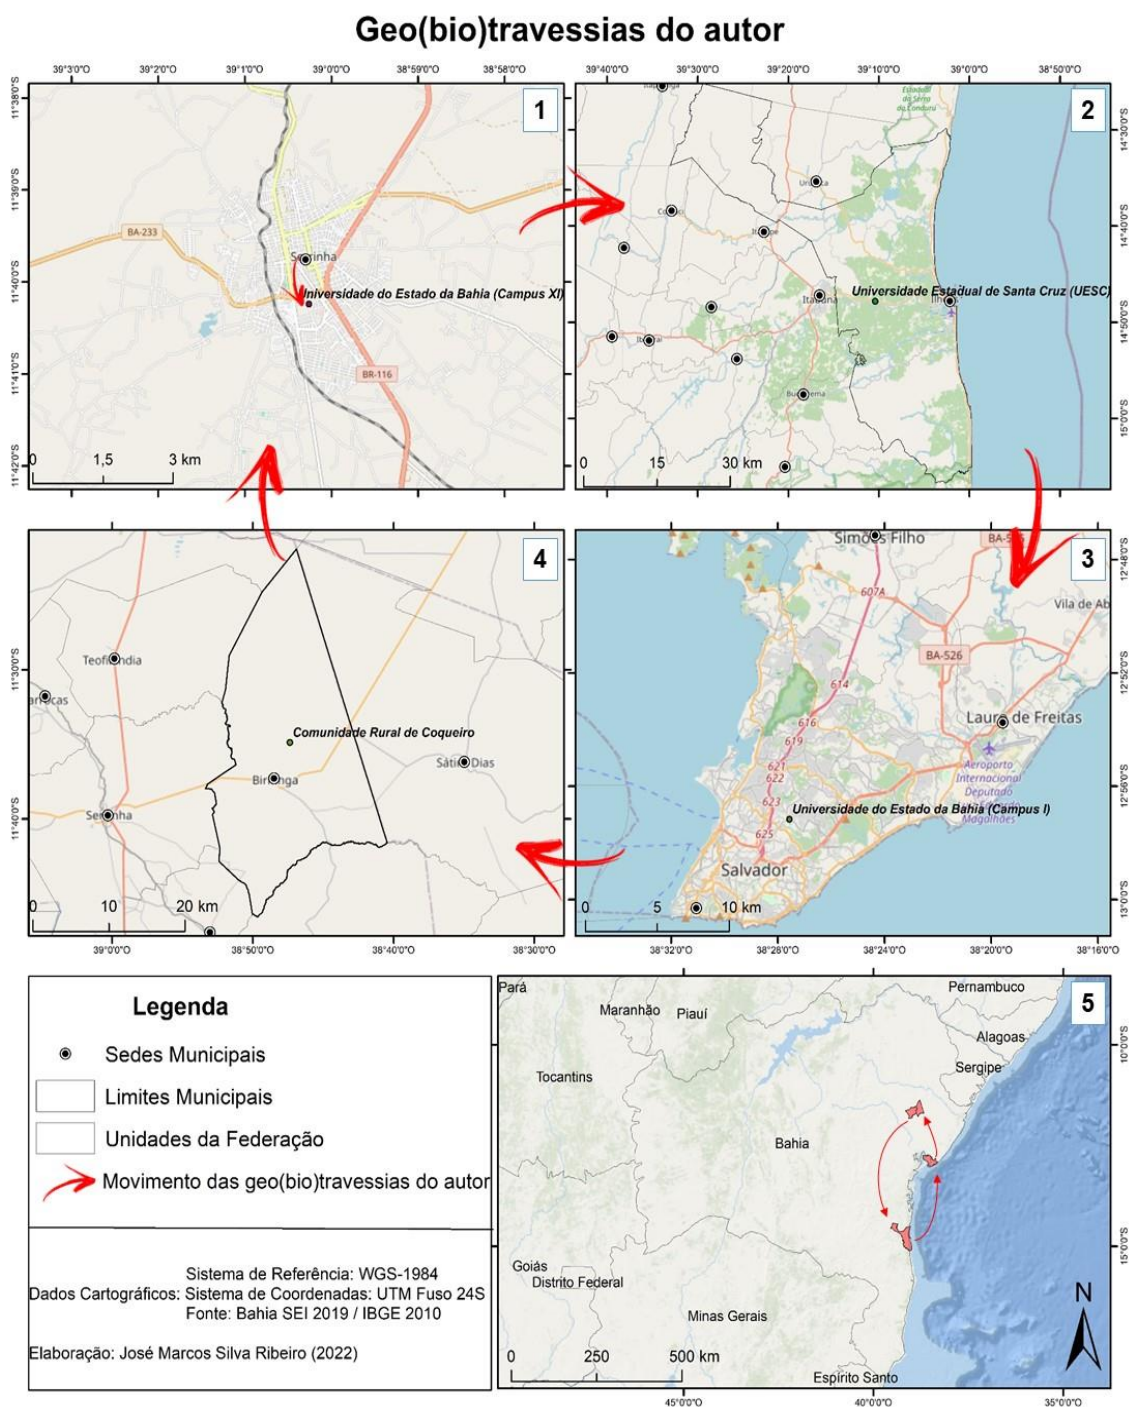 Geo(bio)travessias do autor
39°3'0"O 39°2'0"O 39°1'0"O 39°0'0"O 38°59'0"O 38°58'0"O
11°38'0"S
11°39'0"S
11°40'0"S
11°41'0"S
11°42'0"S
1
BA-233
Universidade do Estado da Bahia (Campus XI)
BR-116
0 1,5 3 km
39°40'0"O 39°30'0"O 39°20'0"O 39°10'0"O 39°0'0"O 38°50'0"O
2
Estadual
da Serra
do Conduru
Universidade Estadual de Santa Cruz (UESC)
0 15 30 km
14°30'0"S
14°40'0"S
14°50'0"S
15°0'0"S
4
Comunidade Rural de Coqueiro
0 10 20 km
11°30'0"S
11°40'0"S
39°0'0"O 38°50'0"O 38°40'0"O 38°30'0"O
3
Simões Filho
607A
Vila de Ab
BA-526
614
616
619
621
622
623
625
Lauro de Freitas
Aeroporto
Internacional
Deputado
Magalhães
Universidade do Estado da Bahia (Campus I)
Salvador
0 5 10 km
12°48'0"S
12°52'0"S
12°56'0"S
13°0'0"S
38°32'0"O 38°28'0"O 38°24'0"O 38°20'0"O 38°16'0"O
Legenda
Sedes Municipais
Limites Municipais
Unidades da Federação
Movimento das geo(bio)travessias do autor
Sistema de Referência: WGS-1984
Dados Cartográficos: Sistema de Coordenadas: UTM Fuso 24S
Fonte: Bahia SEI 2019 / IBGE 2010
Elaboração: José Marcos Silva Ribeiro (2022)
5
Pará
Maranhão
Piauí
Pernambuco
Alagoas
Sergipe
Tocantins
Bahia
Goiás
Distrito Federal
Minas Gerais
Espírito Santo
N
0 250 500 km
10°0'0"S
15°0'0"S
45°0'0"O 40°0'0"O 35°0'0"O